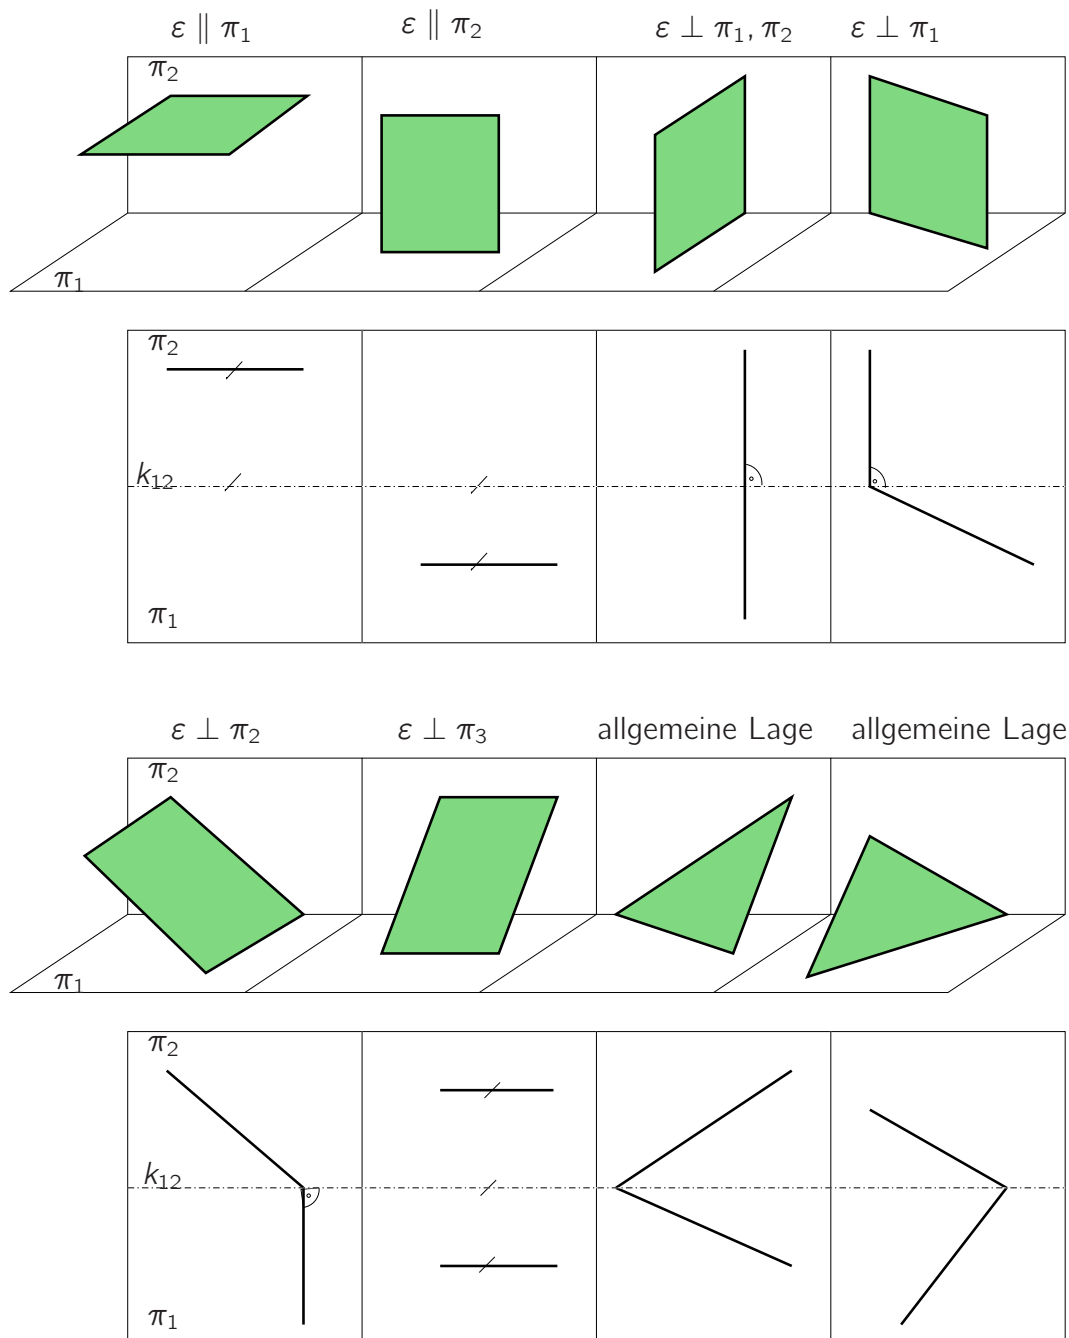 ε ∥ π₁ ε ∥ π₂ ε ⊥ π₁, π₂ ε ⊥ π₁
π₂
π₁
π₂
k₁₂
π₁
ε ⊥ π₂ ε ⊥ π₃ allgemeine Lage allgemeine Lage
π₂
π₁
π₂
k₁₂
π₁